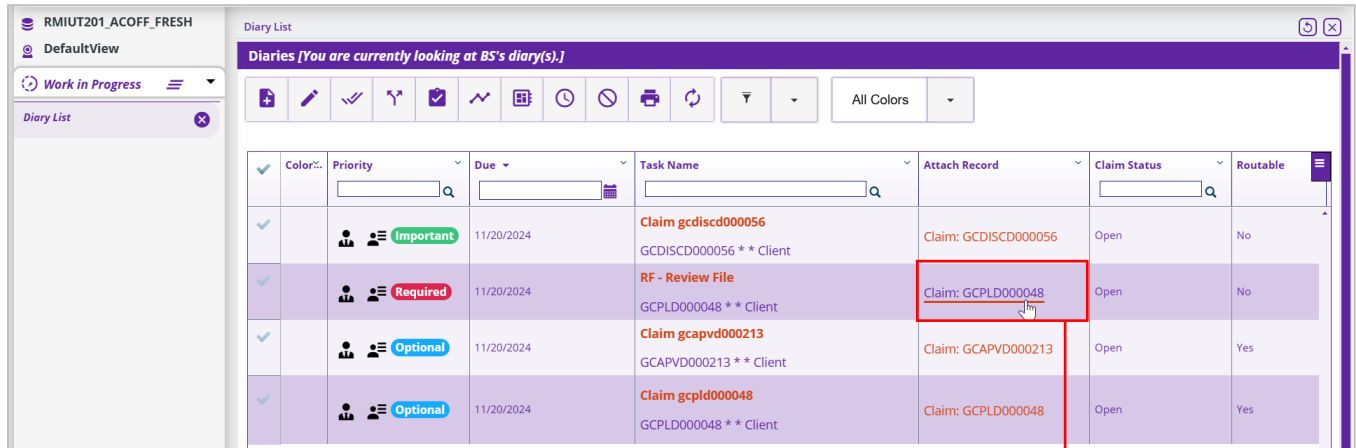 RMIUT201_ACOFF_FRESH
DefaultView
Work in Progress
Diary List
Diary List
Diaries [You are currently looking at BS's diary(s).]
All Colors
Color... Priority Due Task Name Attach Record Claim Status Routable
Claim gcdiscd000056
Important 11/20/2024 Claim: GCDISCD000056 Open No
GCDISCD000056 * * Client
RF - Review File
Required 11/20/2024 Claim: GCPLD000048 Open No
GCPLD000048 * * Client
Claim gcapvd000213
Optional 11/20/2024 Claim: GCAPVD000213 Open Yes
GCAPVD000213 * * Client
Claim gcpld000048
Optional 11/20/2024 Claim: GCPLD000048 Open Yes
GCPLD000048 * * Client